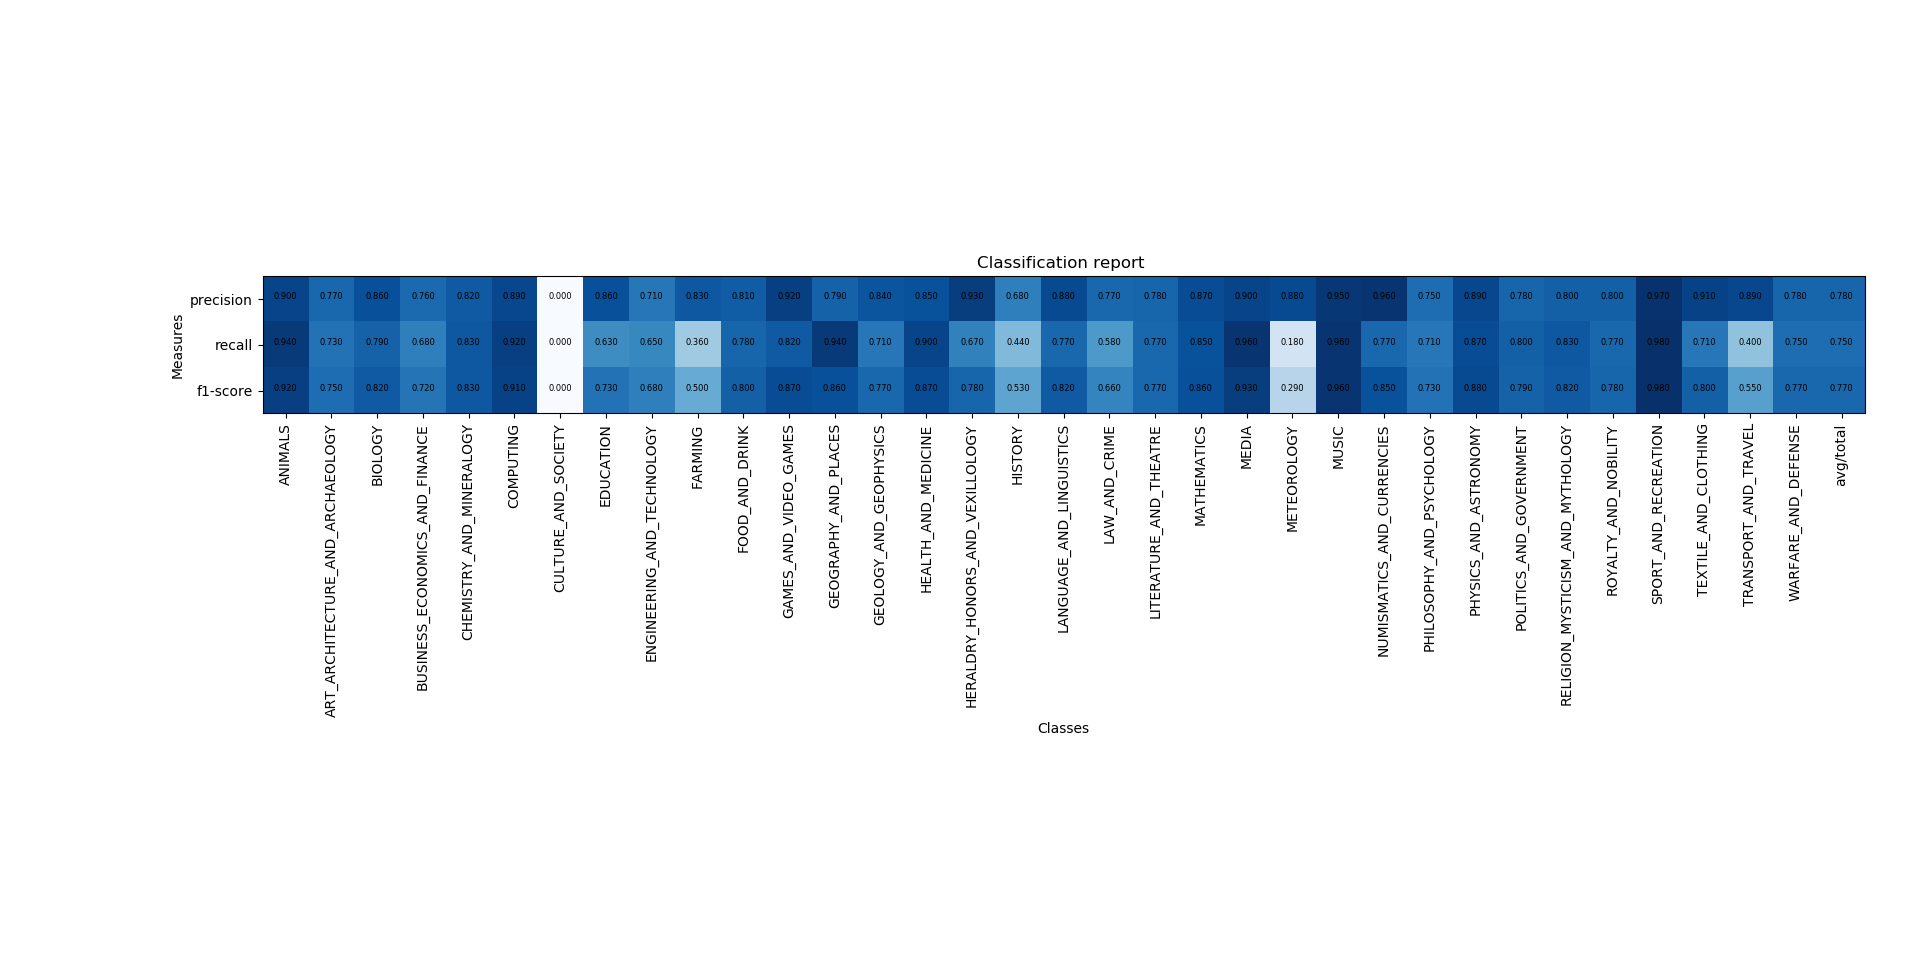 Classification report
Measures
precision 0.900 0.770 0.860 0.760 0.820 0.890 0.000 0.860 0.710 0.830 0.810 0.920 0.790 0.840 0.850 0.930 0.680 0.880 0.770 0.780 0.870 0.900 0.880 0.950 0.960 0.750 0.890 0.780 0.800 0.800 0.970 0.910 0.890 0.780 0.780
recall 0.940 0.730 0.790 0.680 0.830 0.920 0.000 0.630 0.650 0.360 0.780 0.820 0.940 0.710 0.900 0.670 0.440 0.770 0.580 0.770 0.850 0.960 0.180 0.960 0.770 0.710 0.870 0.800 0.830 0.770 0.980 0.710 0.400 0.750 0.750
f1-score 0.920 0.750 0.820 0.720 0.830 0.910 0.000 0.730 0.680 0.500 0.800 0.870 0.860 0.770 0.870 0.780 0.530 0.820 0.660 0.770 0.860 0.930 0.290 0.960 0.850 0.730 0.880 0.790 0.820 0.780 0.980 0.800 0.550 0.770 0.770
ANIMALS
ART_ARCHITECTURE_AND_ARCHAEOLOGY
BIOLOGY
BUSINESS_ECONOMICS_AND_FINANCE
CHEMISTRY_AND_MINERALOGY
COMPUTING
CULTURE_AND_SOCIETY
EDUCATION
ENGINEERING_AND_TECHNOLOGY
FARMING
FOOD_AND_DRINK
GAMES_AND_VIDEO_GAMES
GEOGRAPHY_AND_PLACES
GEOLOGY_AND_GEOPHYSICS
HEALTH_AND_MEDICINE
HERALDRY_HONORS_AND_VEXILLOLOGY
HISTORY
LANGUAGE_AND_LINGUISTICS
LAW_AND_CRIME
LITERATURE_AND_THEATRE
MATHEMATICS
MEDIA
METEOROLOGY
MUSIC
NUMISMATICS_AND_CURRENCIES
PHILOSOPHY_AND_PSYCHOLOGY
PHYSICS_AND_ASTRONOMY
POLITICS_AND_GOVERNMENT
RELIGION_MYSTICISM_AND_MYTHOLOGY
ROYALTY_AND_NOBILITY
SPORT_AND_RECREATION
TEXTILE_AND_CLOTHING
TRANSPORT_AND_TRAVEL
WARFARE_AND_DEFENSE
avg/total
Classes